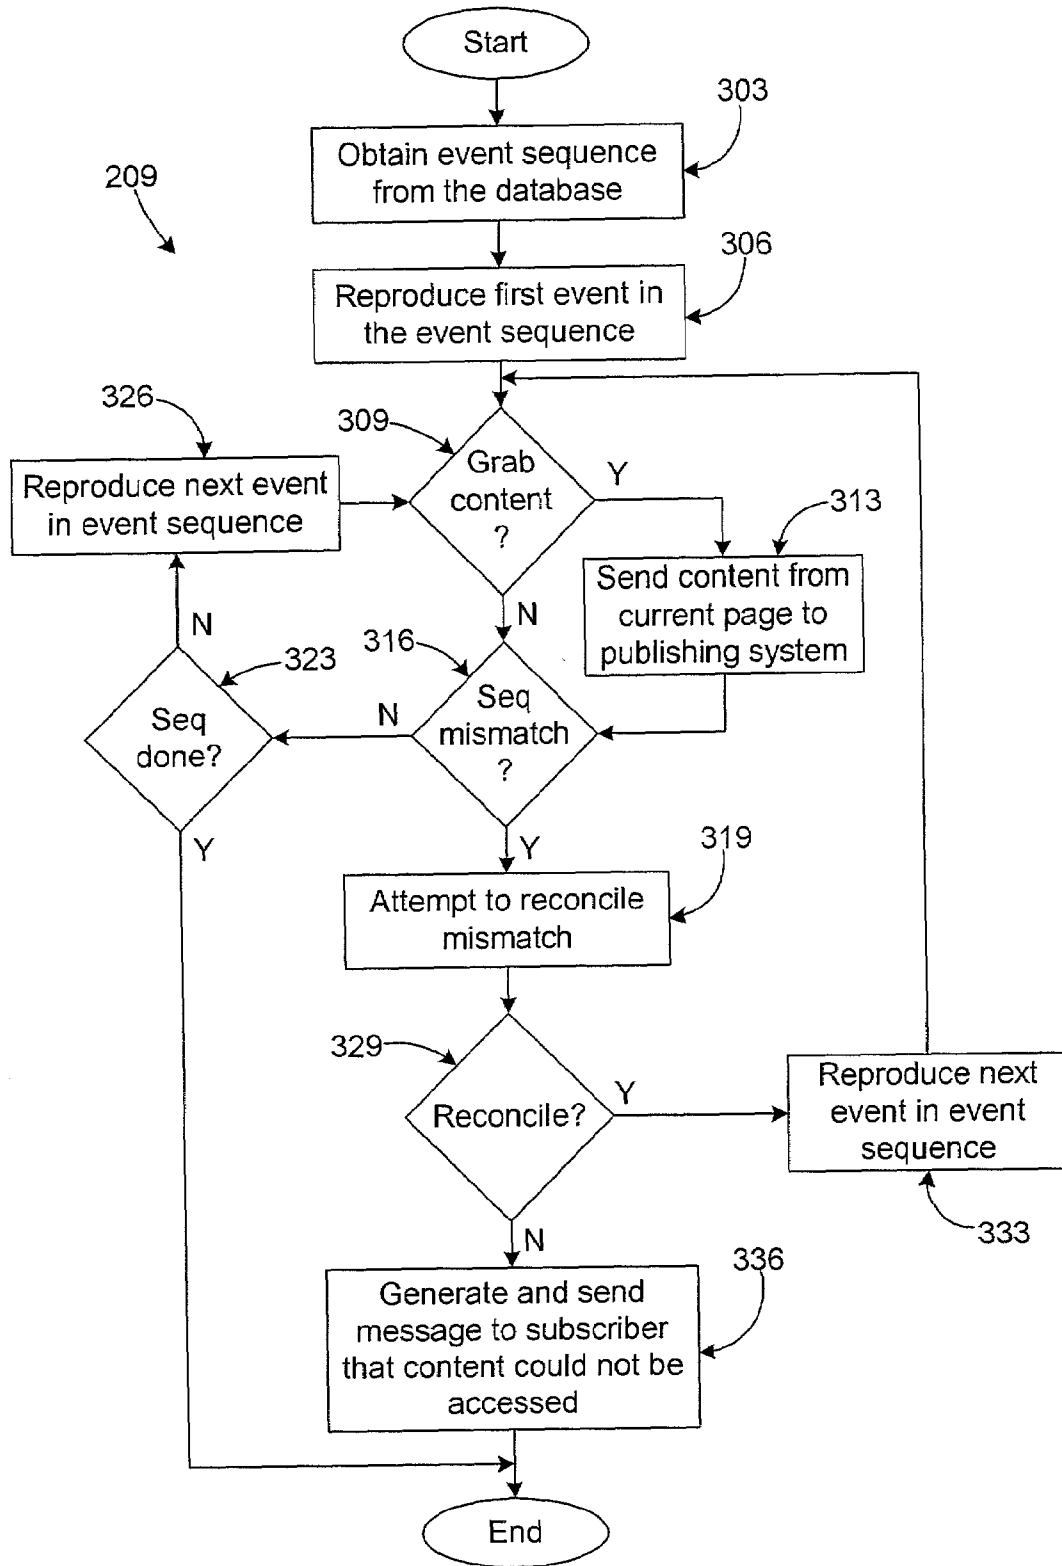 Start
303
Obtain event sequence
from the database
209
306
Reproduce first event in
the event sequence
326
309
Grab
content
?
Y
Reproduce next event
in event sequence
313
Send content from
current page to
publishing system
N
N
316
323
Seq
mismatch
?
N
Seq
done?
Y
Y
319
Attempt to reconcile
mismatch
329
Reconcile?
Y
Reproduce next
event in event
sequence
333
N
336
Generate and send
message to subscriber
that content could not be
accessed
End